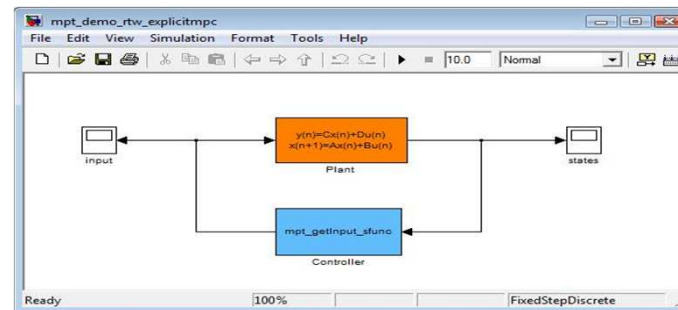 mpt_demo_rtw_explicitmpc
File Edit View Simulation Format Tools Help
10.0 Normal
y(n)=Cx(n)+Du(n)
x(n+1)=Ax(n)+Bu(n)
input
Plant
states
mpt_getInput_sfunc
Controller
Ready 100% FixedStepDiscrete